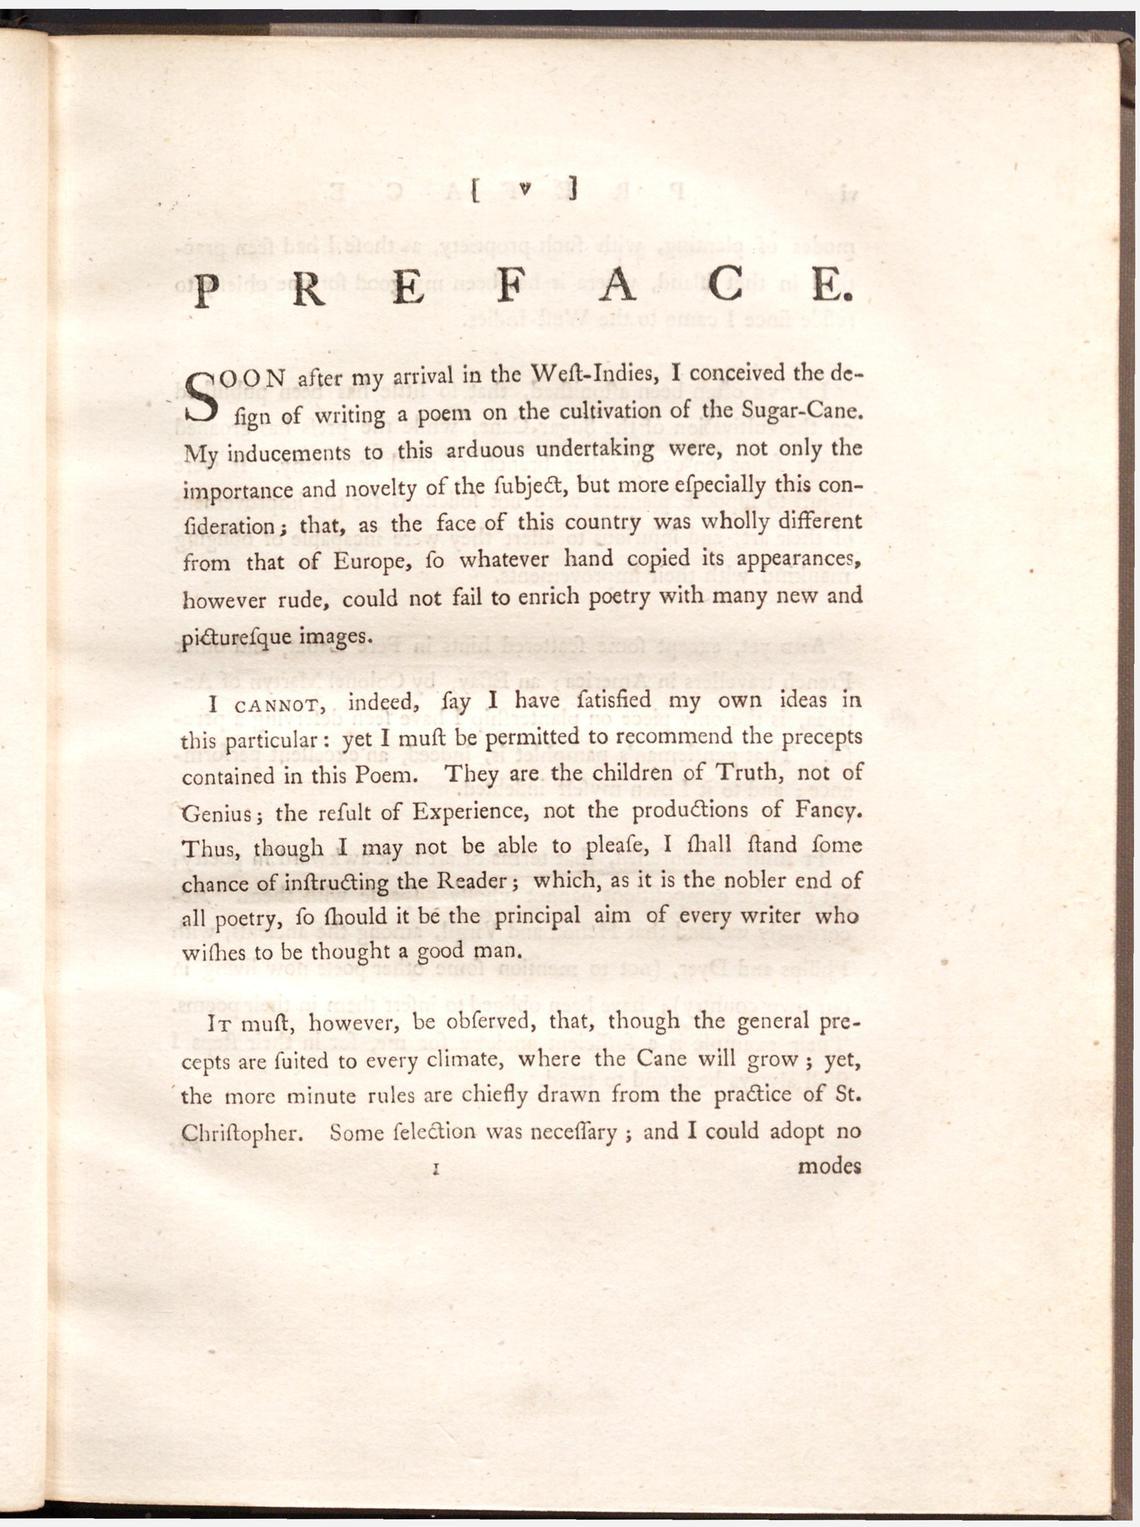 [ v ]
P R E F A C E.
SOON after my arrival in the Weſt-Indies, I conceived the de-
ſign of writing a poem on the cultivation of the Sugar-Cane.
My inducements to this arduous undertaking were, not only the
importance and novelty of the ſubject, but more eſpecially this con-
ſideration; that, as the face of this country was wholly different
from that of Europe, ſo whatever hand copied its appearances,
however rude, could not fail to enrich poetry with many new and
pictureſque images.
I CANNOT, indeed, ſay I have ſatisfied my own ideas in
this particular: yet I muſt be permitted to recommend the precepts
contained in this Poem. They are the children of Truth, not of
Genius; the reſult of Experience, not the productions of Fancy.
Thus, though I may not be able to pleaſe, I ſhall ſtand ſome
chance of inſtructing the Reader; which, as it is the nobler end of
all poetry, ſo ſhould it be the principal aim of every writer who
wiſhes to be thought a good man.
IT muſt, however, be obſerved, that, though the general pre-
cepts are ſuited to every climate, where the Cane will grow; yet,
the more minute rules are chiefly drawn from the practice of St.
Chriſtopher. Some ſelection was neceſſary; and I could adopt no
1 modes